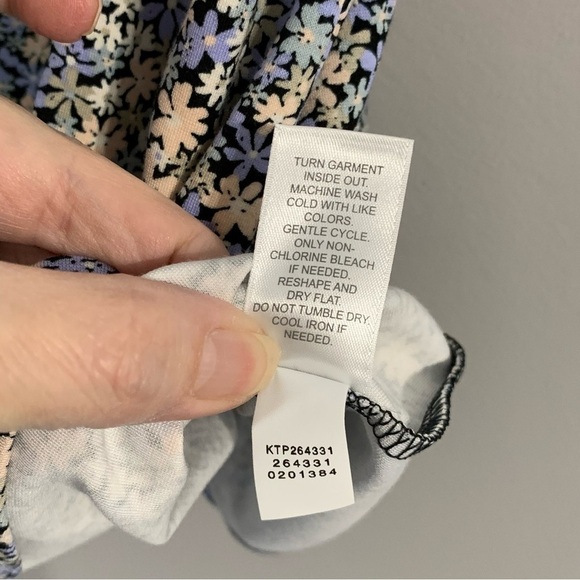 TURN GARMENT
INSIDE OUT.
MACHINE WASH
COLD WITH LIKE
COLORS.
GENTLE CYCLE.
ONLY NON-
CHLORINE BLEACH
IF NEEDED.
RESHAPE AND
DRY FLAT.
DO NOT TUMBLE DRY.
COOL IRON IF
NEEDED.
KTP264331
264331
0201384